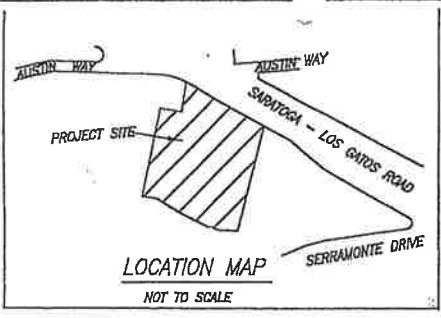 AUSTIN WAY
AUSTIN WAY
SARATOGA - LOS GATOS ROAD
PROJECT SITE
SERRAMONTE DRIVE
LOCATION MAP
NOT TO SCALE